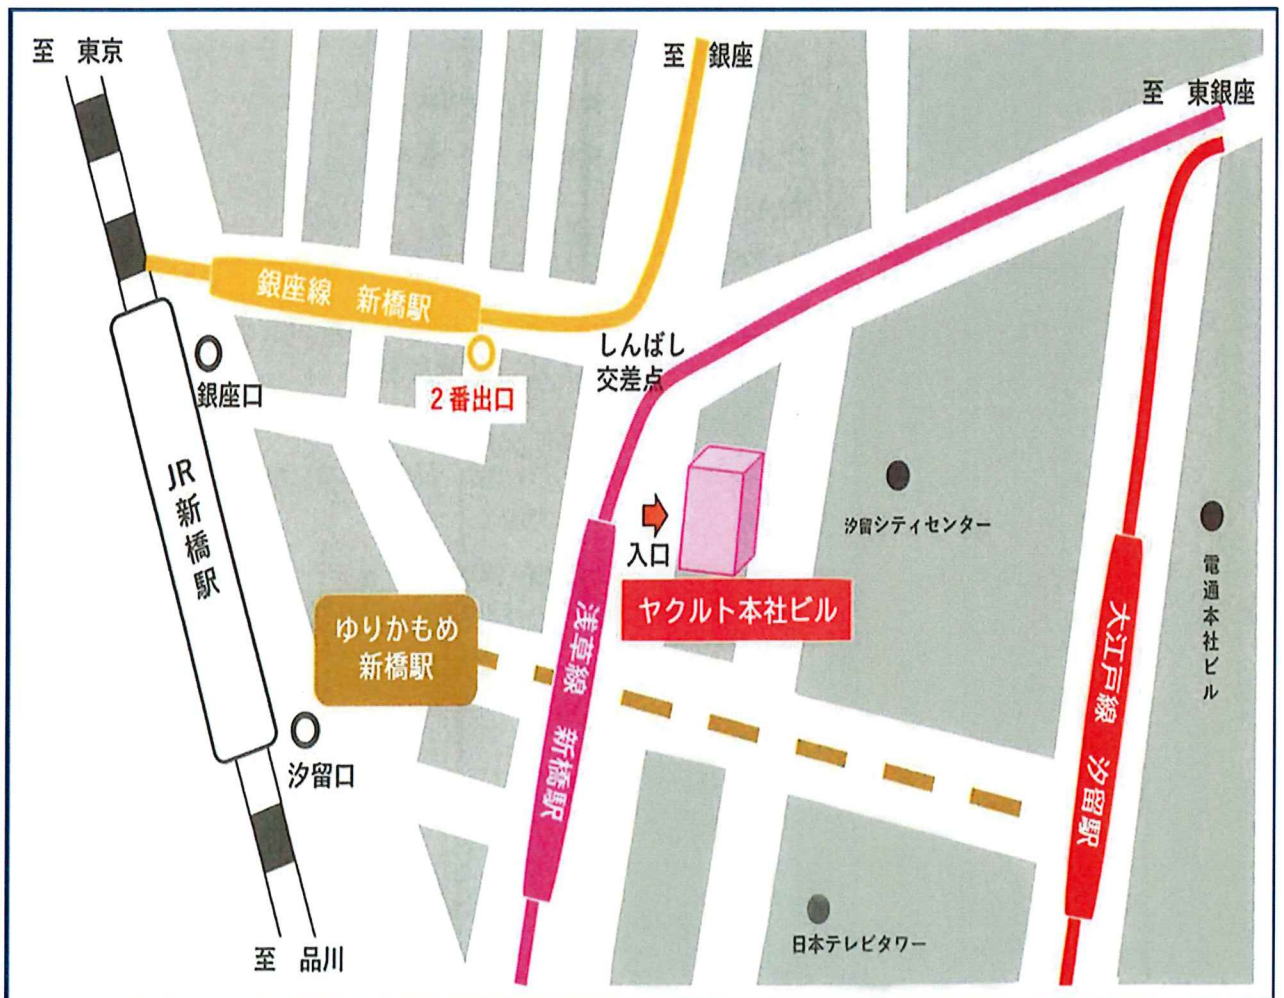 至　東京
至　銀座
至　東銀座
銀座線　新橋駅
しんばし
交差点
銀座口
2番出口
JR新橋駅
汐留シティセンター
入口
電通本社ビル
ヤクルト本社ビル
ゆりかもめ
新橋駅
浅草線　新橋駅
大江戸線　汐留駅
汐留口
日本テレビタワー
至　品川